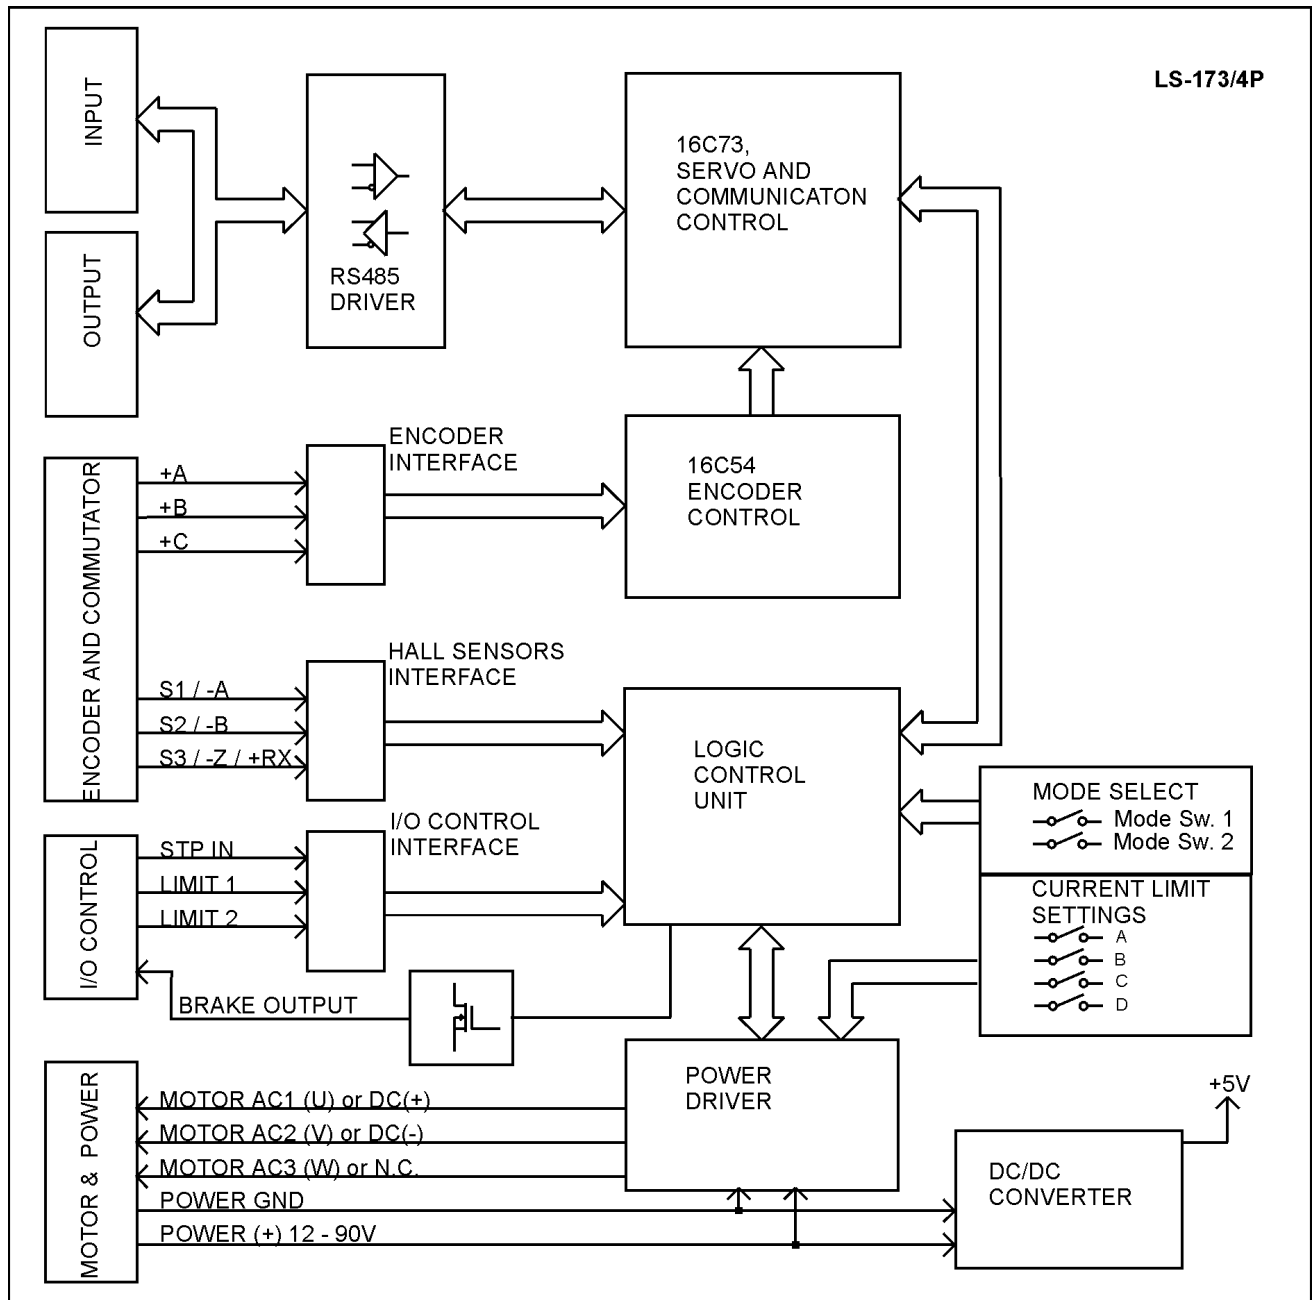 LS-173/4P
INPUT
OUTPUT
RS485
DRIVER
16C73,
SERVO AND
COMMUNICATON
CONTROL
ENCODER AND COMMUTATOR
+A
+B
+C
ENCODER
INTERFACE
16C54
ENCODER
CONTROL
S1 / -A
S2 / -B
S3 / -Z / +RX
HALL SENSORS
INTERFACE
LOGIC
CONTROL
UNIT
MODE SELECT
Mode Sw. 1
Mode Sw. 2
CURRENT LIMIT
SETTINGS
A
B
C
D
I/O CONTROL
STP IN
LIMIT 1
LIMIT 2
I/O CONTROL
INTERFACE
BRAKE OUTPUT
MOTOR & POWER
MOTOR AC1 (U) or DC(+)
MOTOR AC2 (V) or DC(-)
MOTOR AC3 (W) or N.C.
POWER GND
POWER (+) 12 - 90V
POWER
DRIVER
+5V
DC/DC
CONVERTER